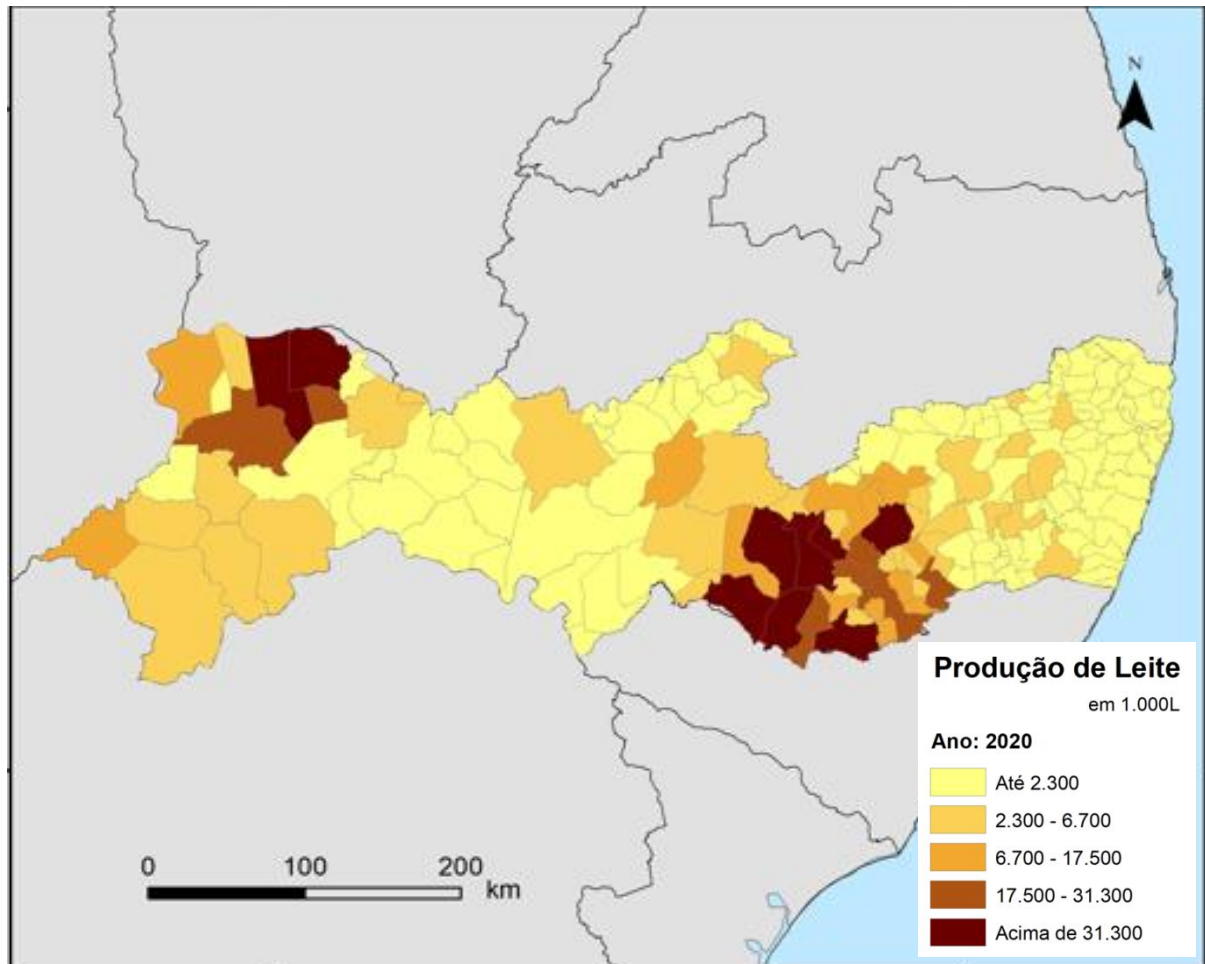 N
Produção de Leite
em 1.000L
Ano: 2020
Até 2.300
2.300 - 6.700
6.700 - 17.500
17.500 - 31.300
Acima de 31.300
0 100 200
km